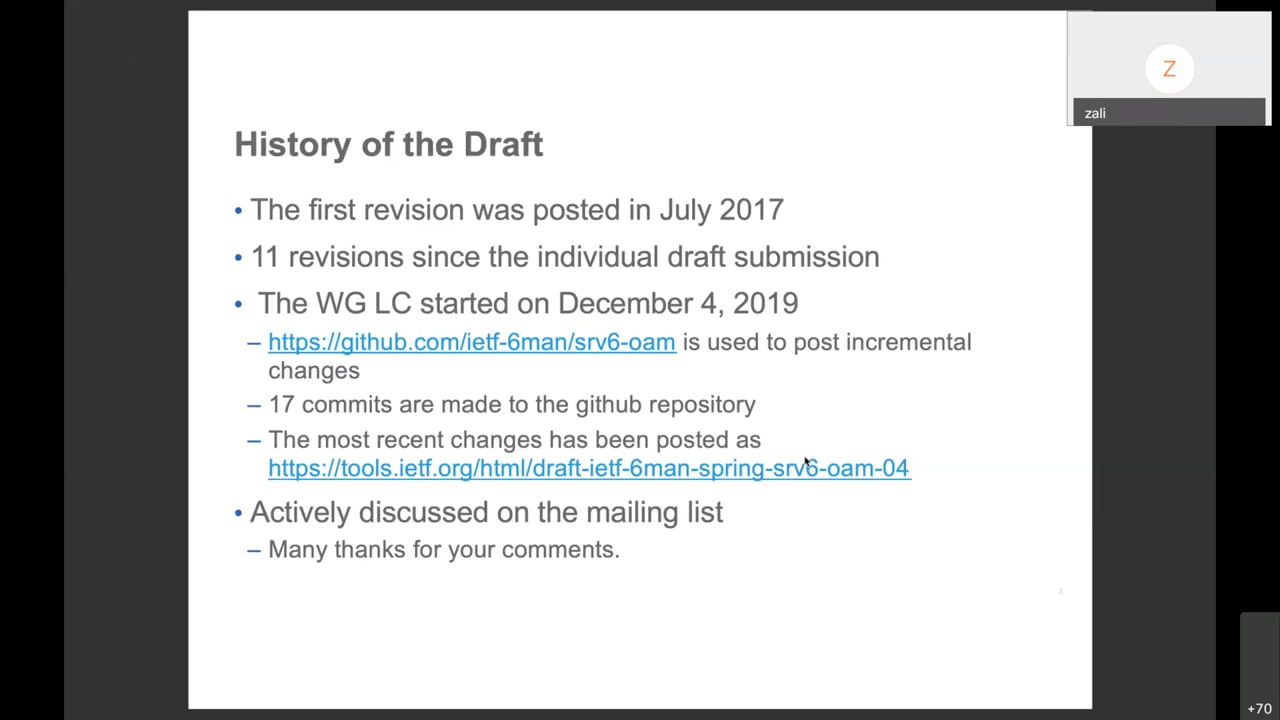 Z
zali
History of the Draft
• The first revision was posted in July 2017
• 11 revisions since the individual draft submission
• The WG LC started on December 4, 2019
– https://github.com/ietf-6man/srv6-oam is used to post incremental
changes
– 17 commits are made to the github repository
– The most recent changes has been posted as
https://tools.ietf.org/html/draft-ietf-6man-spring-srv6-oam-04
• Actively discussed on the mailing list
– Many thanks for your comments.
3
+70